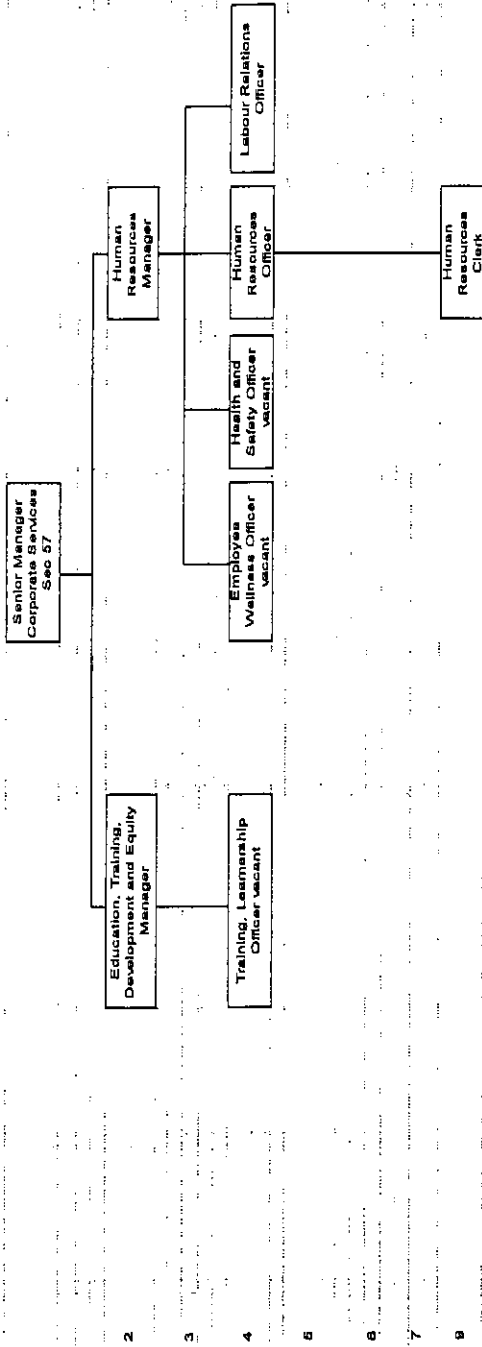 Senior Manager
Corporate Services
Sec 57
2
Education, Training,
Development and Equity
Manager
Human
Resources
Manager
3
4
Training, Learnership
Officer vacant
Employee
Wellness Officer
vacant
Health and
Safety Officer
vacant
Human
Resources
Officer
Labour Relations
Officer
5
6
7
9
Human
Resources
Clerk